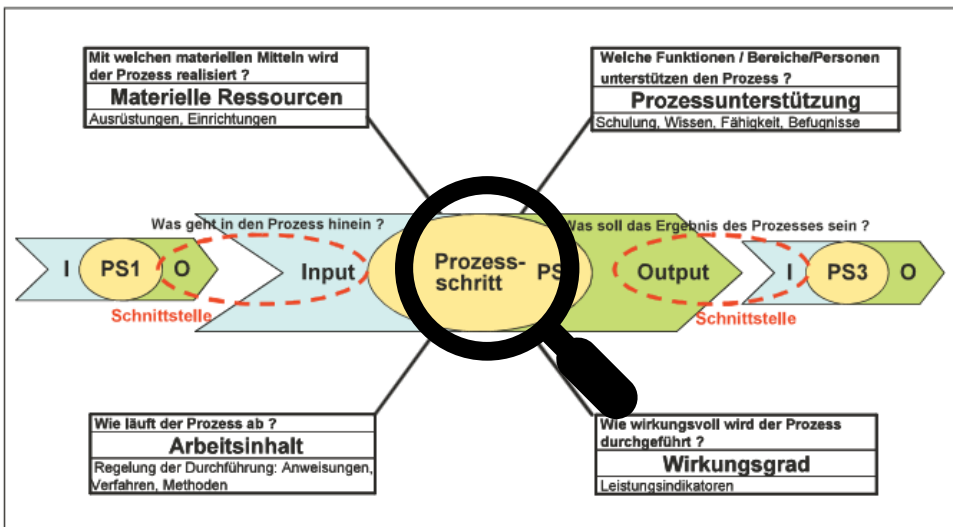 Mit welchen materiellen Mitteln wird
der Prozess realisiert ?
Materielle Ressourcen
Ausrüstungen, Einrichtungen
Welche Funktionen / Bereiche/Personen
unterstützen den Prozess ?
Prozessunterstützung
Schulung, Wissen, Fähigkeit, Befugnisse
Was geht in den Prozess hinein ?
Was soll das Ergebnis des Prozesses sein ?
I
PS1
O
Input
Prozess-
schritt
PS
Output
I
PS3
O
Schnittstelle
Schnittstelle
Wie läuft der Prozess ab ?
Arbeitsinhalt
Regelung der Durchführung: Anweisungen,
Verfahren, Methoden
Wie wirkungsvoll wird der Prozess
durchgeführt ?
Wirkungsgrad
Leistungsindikatoren